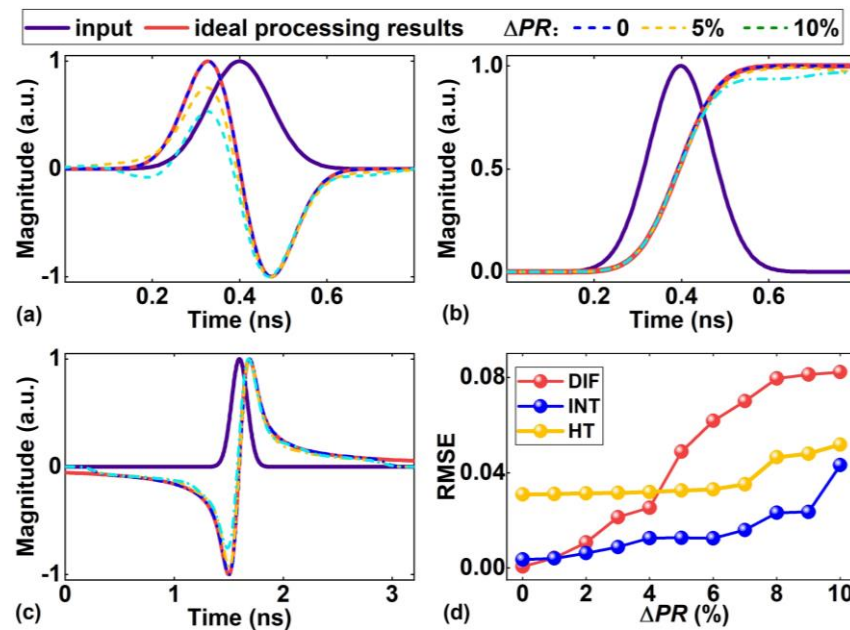 input ideal processing results ΔPR: 0 5% 10%
1
0
-1
Magnitude (a.u.)
0.2 0.4 0.6
Time (ns)
(a)
1.0
0.5
0.0
Magnitude (a.u.)
0.2 0.4 0.6
Time (ns)
(b)
1
0
-1
Magnitude (a.u.)
0 1 2 3
Time (ns)
(c)
0.08
0.04
0.00
RMSE
DIF
INT
HT
0 2 4 6 8 10
ΔPR (%)
(d)